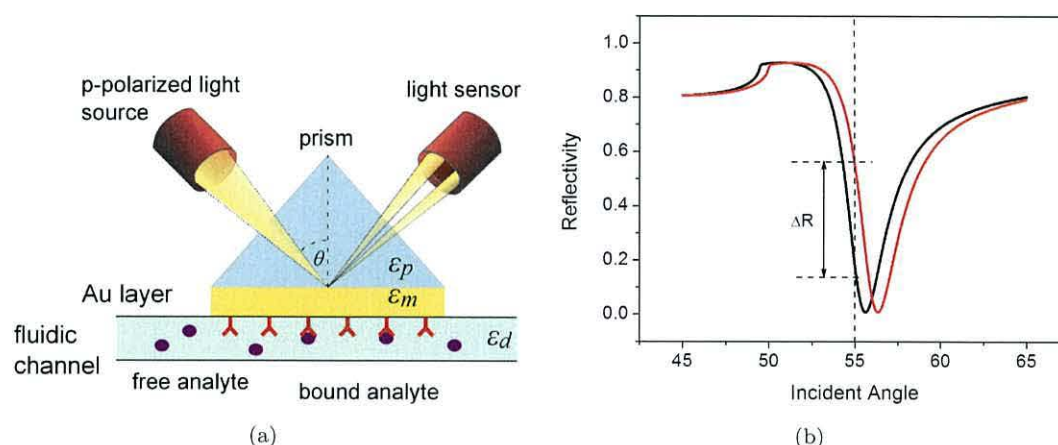 p-polarized light
source
light sensor
prism
θ
εp
εm
Au layer
εd
fluidic
channel
free analyte
bound analyte
(a)
Reflectivity
1.0
0.8
0.6
0.4
0.2
0.0
ΔR
45 50 55 60 65
Incident Angle
(b)